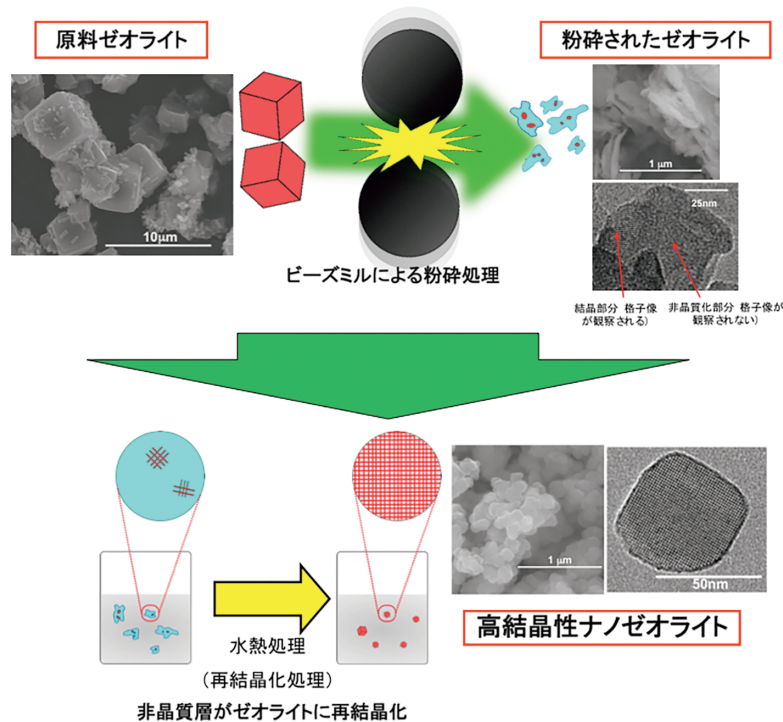 原料ゼオライト
粉砕されたゼオライト
10μm
1 μm
25nm
ビーズミルによる粉砕処理
結晶部分 格子像
が観察される)
非晶質化部分 格子像が
観察されない)
1 μm
50nm
水熱処理
(再結晶化処理)
非晶質層がゼオライトに再結晶化
高結晶性ナノゼオライト